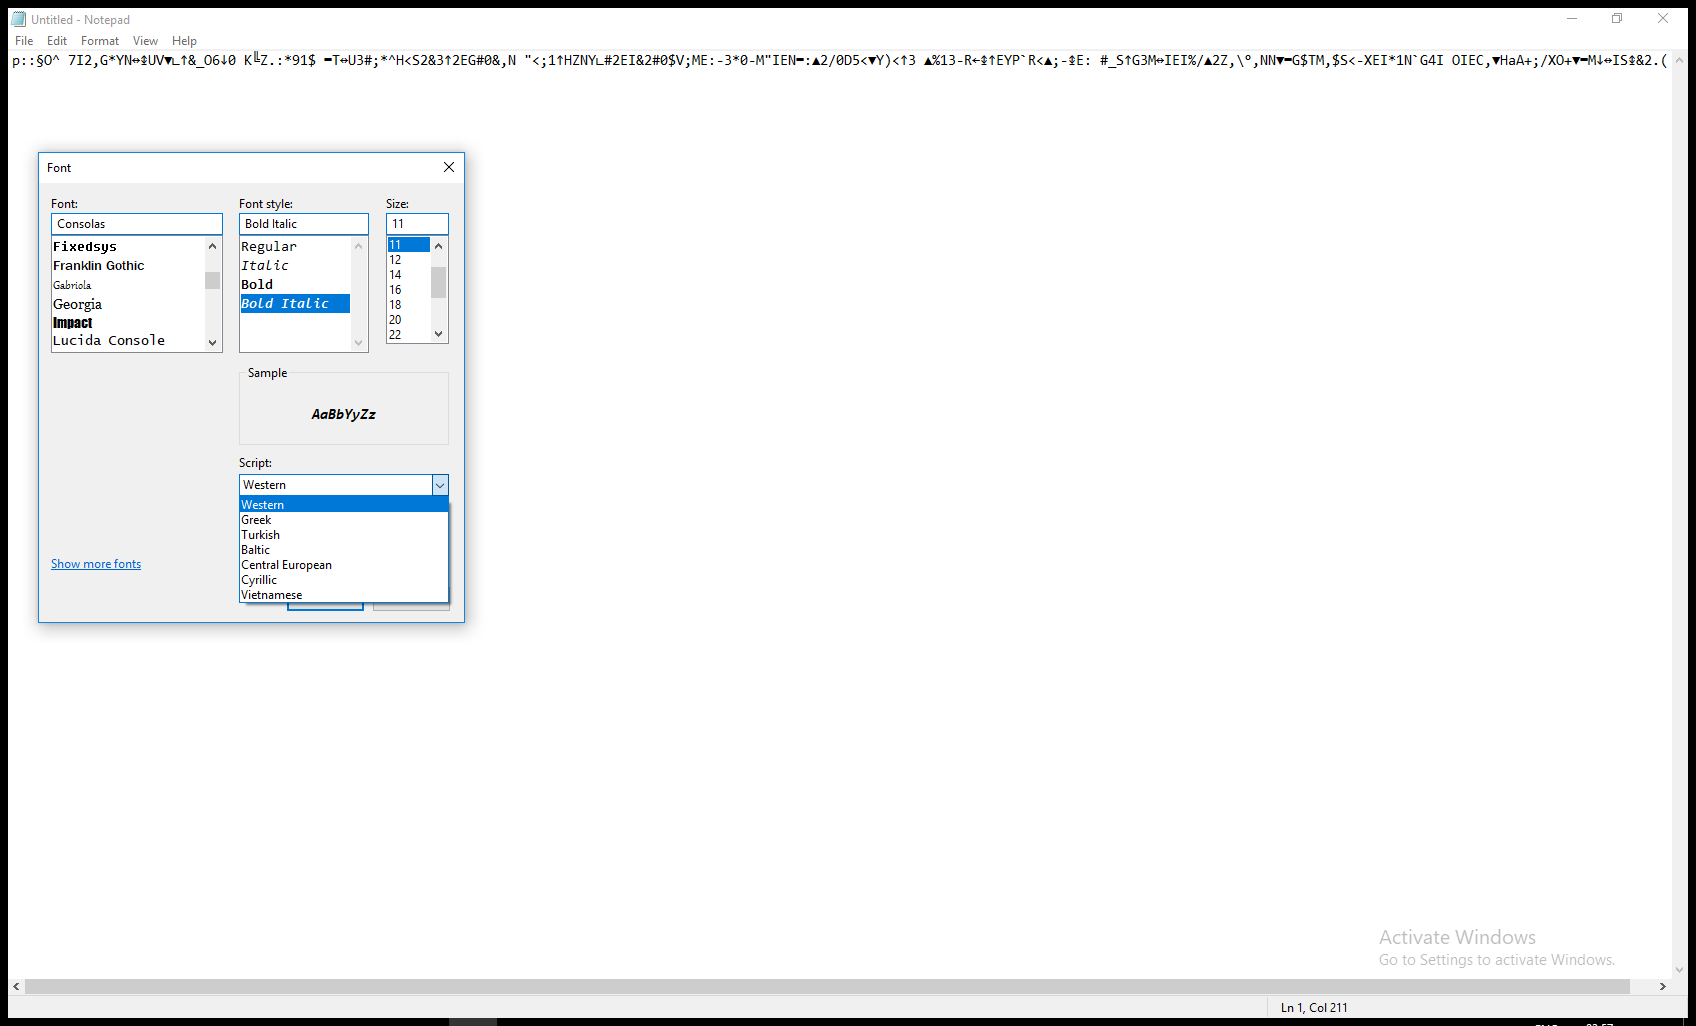 Untitled - Notepad
File Edit Format View Help
p::§O^ 7I2,G*YN↔↨UV▼∟↑&_O6↓0 K╚Z.:*91$ ▬T↔U3#;*^H<S2&3↑2EG#0&,N "<;1↑HZNY∟#2EI&2#0$V;ME:-3*0-M"IEN▬:▲2/0D5<▼Y)<↑3 ▲%13-R←↨↑EYP`R<▲;-↨E: #_S↑G3M↔IEI%/▲2Z,\°,NN▼▬G$TM,$S<-XEI*1N`G4I OIEC,▼HaA+;/XO+▼▬M↓↔IS↨&2.(
Font
Font:
Font style:
Size:
Consolas
Bold Italic
11
Fixedsys
Franklin Gothic
Gabriola
Georgia
Impact
Lucida Console
Regular
Italic
Bold
Bold Italic
11
12
14
16
18
20
22
Sample
AaBbYyZz
Script:
Western
Western
Greek
Turkish
Baltic
Central European
Cyrillic
Vietnamese
Show more fonts
Activate Windows
Go to Settings to activate Windows.
Ln 1, Col 211